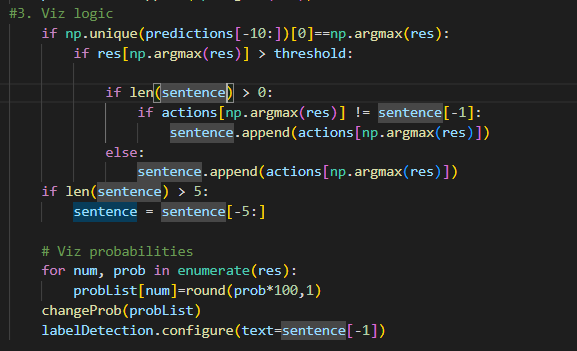 #3. Viz logic
if np.unique(predictions[-10:])[0]==np.argmax(res):
if res[np.argmax(res)] > threshold:
if len(sentence) > 0:
if actions[np.argmax(res)] != sentence[-1]:
sentence.append(actions[np.argmax(res)])
else:
sentence.append(actions[np.argmax(res)])
if len(sentence) > 5:
sentence = sentence[-5:]
# Viz probabilities
for num, prob in enumerate(res):
probList[num]=round(prob*100,1)
changeProb(probList)
labelDetection.configure(text=sentence[-1])